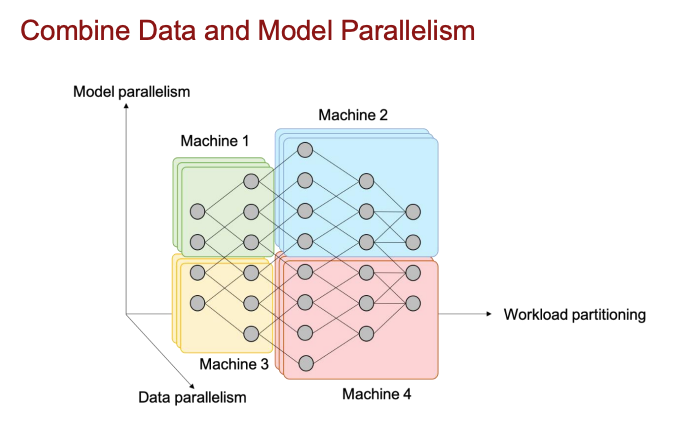 Combine Data and Model Parallelism
Model parallelism
Machine 2
Machine 1
Workload partitioning
Machine 3
Machine 4
Data parallelism